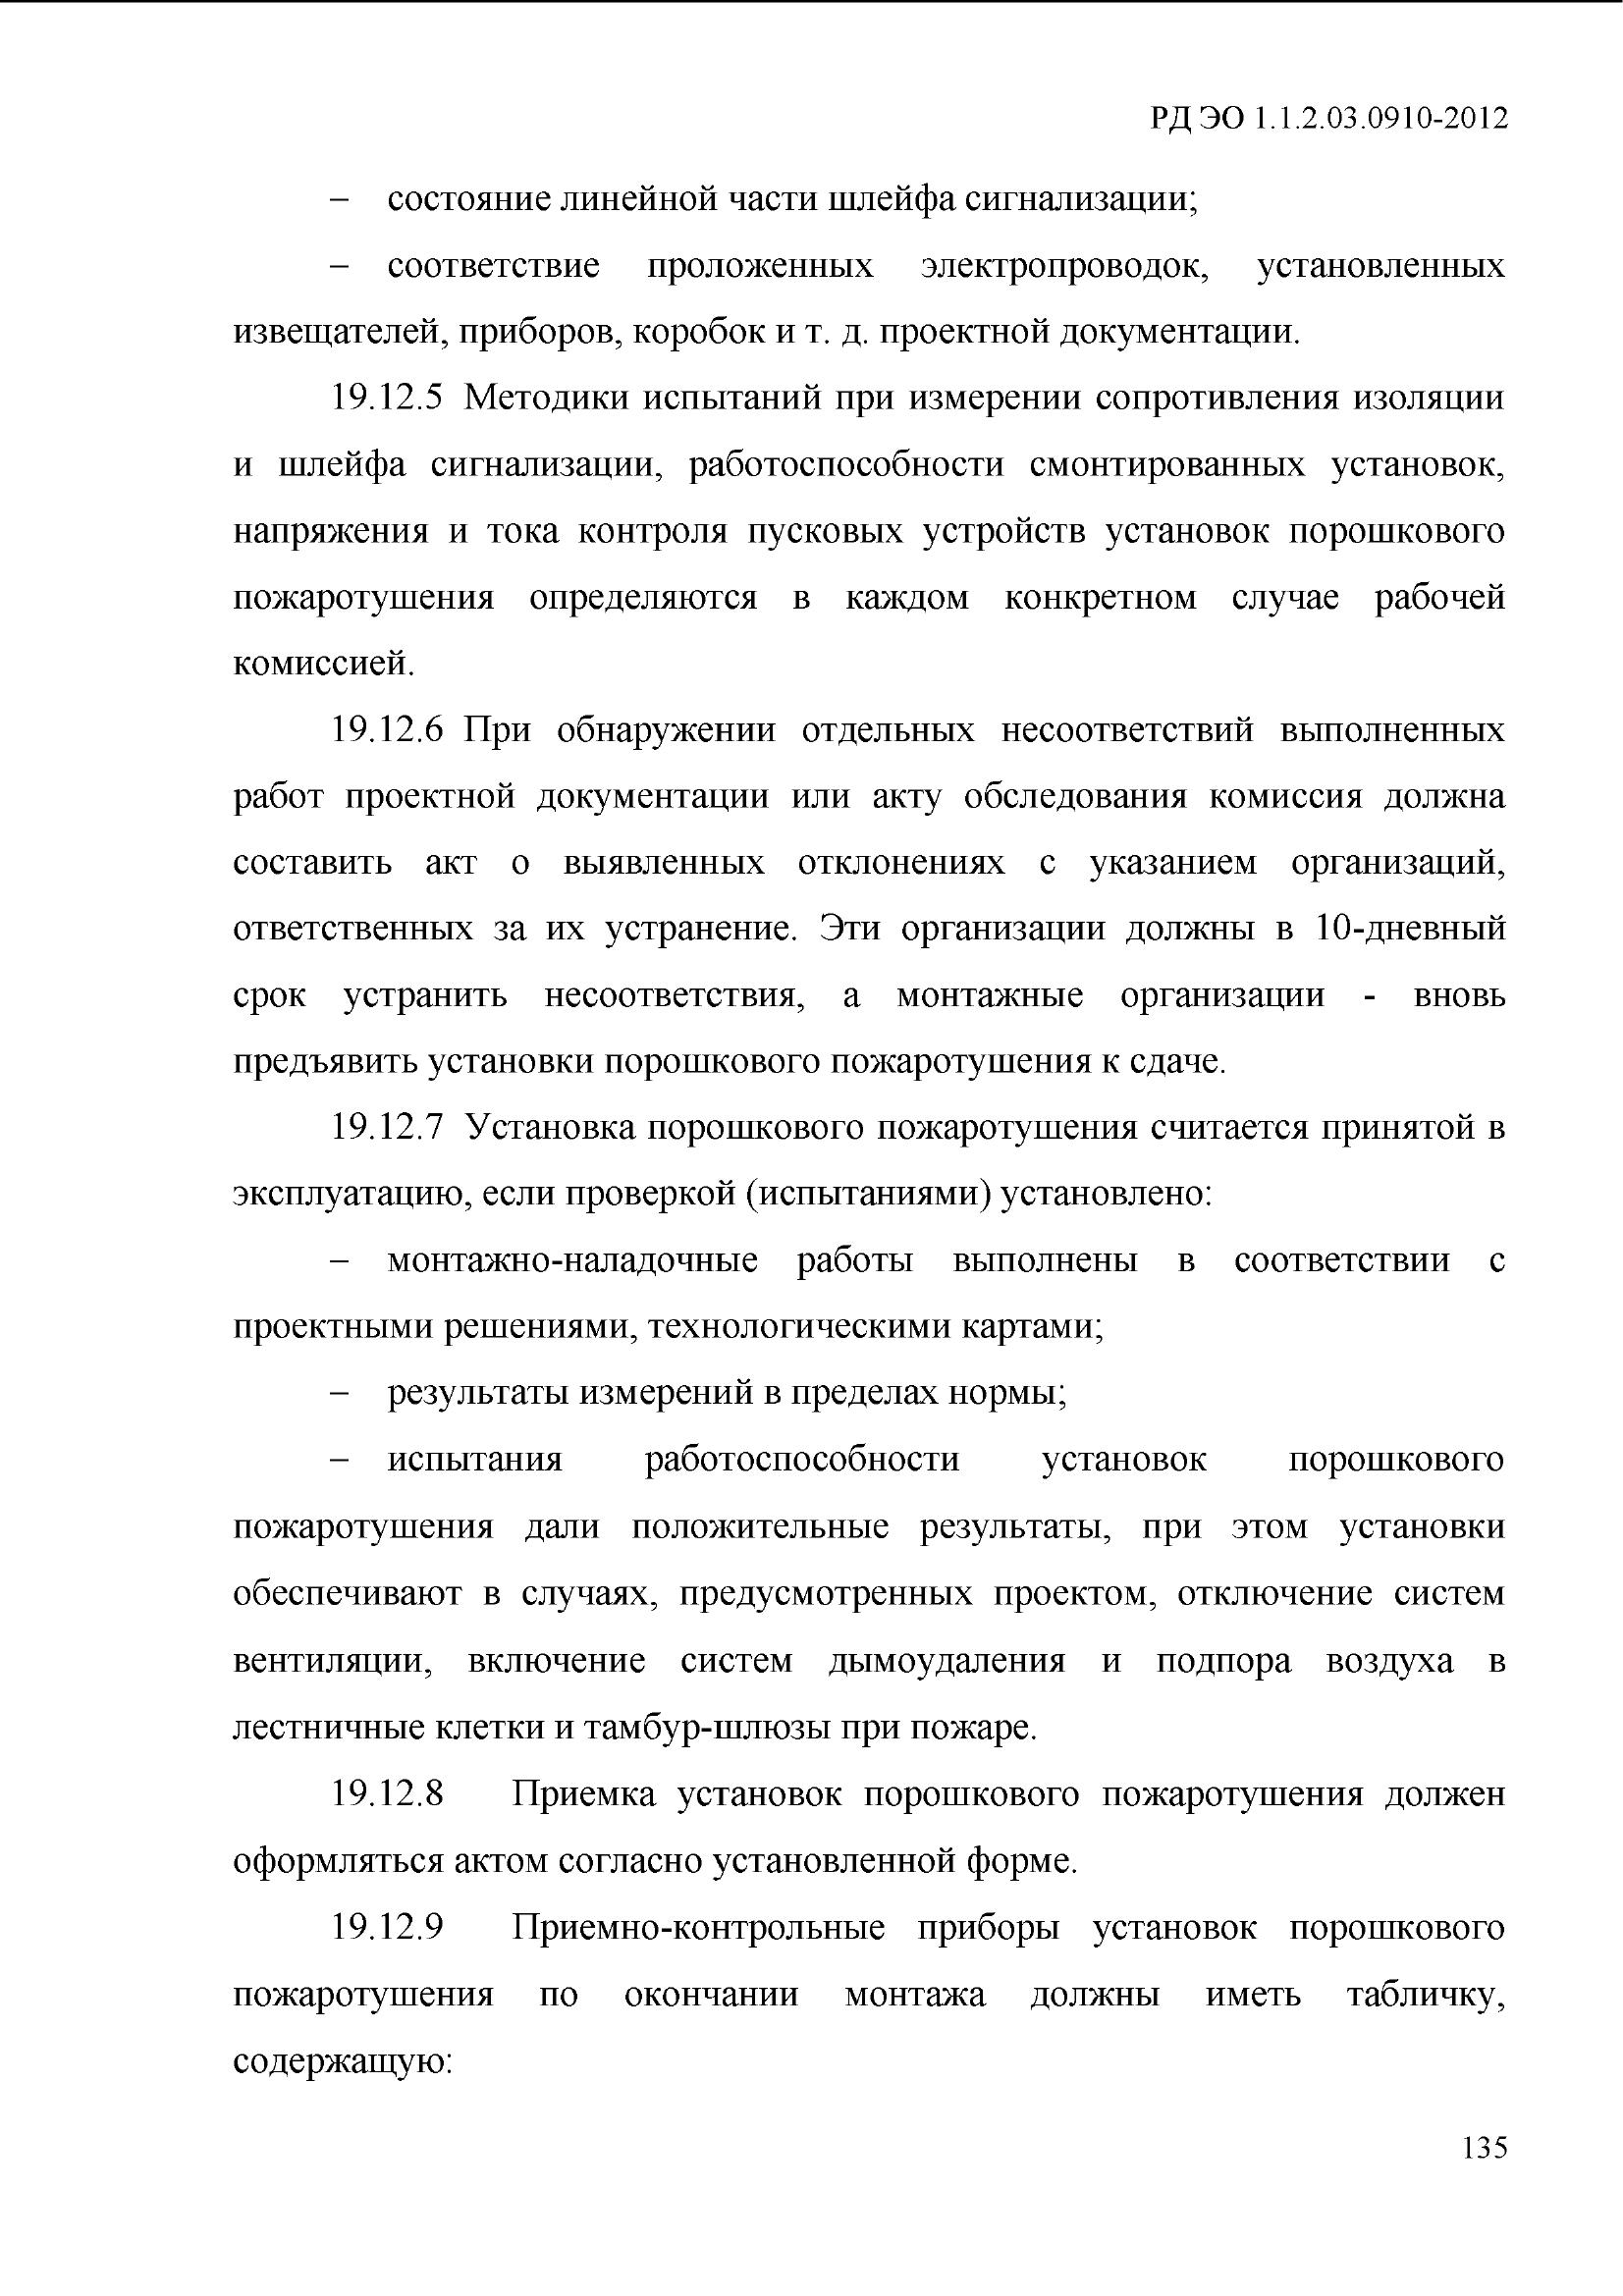 РД ЭО 1.1.2.03.0910-2012
– состояние линейной части шлейфа сигнализации;
– соответствие проложенных электропроводок, установленных
извещателей, приборов, коробок и т. д. проектной документации.
19.12.5 Методики испытаний при измерении сопротивления изоляции
и шлейфа сигнализации, работоспособности смонтированных установок,
напряжения и тока контроля пусковых устройств установок порошкового
пожаротушения определяются в каждом конкретном случае рабочей
комиссией.
19.12.6 При обнаружении отдельных несоответствий выполненных
работ проектной документации или акту обследования комиссия должна
составить акт о выявленных отклонениях с указанием организаций,
ответственных за их устранение. Эти организации должны в 10-дневный
срок устранить несоответствия, а монтажные организации - вновь
предъявить установки порошкового пожаротушения к сдаче.
19.12.7 Установка порошкового пожаротушения считается принятой в
эксплуатацию, если проверкой (испытаниями) установлено:
– монтажно-наладочные работы выполнены в соответствии с
проектными решениями, технологическими картами;
– результаты измерений в пределах нормы;
– испытания работоспособности установок порошкового
пожаротушения дали положительные результаты, при этом установки
обеспечивают в случаях, предусмотренных проектом, отключение систем
вентиляции, включение систем дымоудаления и подпора воздуха в
лестничные клетки и тамбур-шлюзы при пожаре.
19.12.8 Приемка установок порошкового пожаротушения должен
оформляться актом согласно установленной форме.
19.12.9 Приемно-контрольные приборы установок порошкового
пожаротушения по окончании монтажа должны иметь табличку,
содержащую:
135